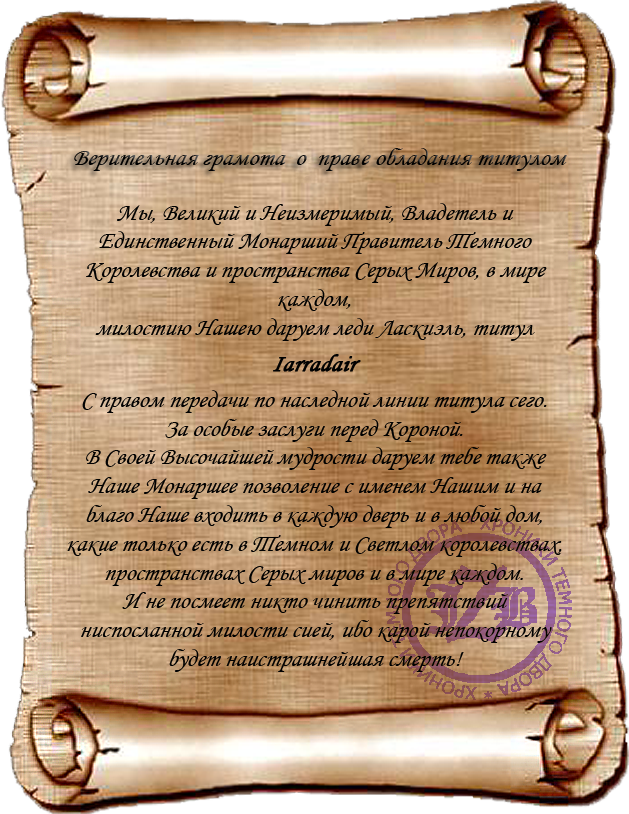 Верительная грамота о праве обладания титулом
Мы, Великий и Неизмеримый, Владетель и
Единственный Монарший Правитель Темного
Королевства и пространства Серых Миров, в мире
каждом,
милостию Нашею даруем леди Ласкиэль, титул
Iarradair
С правом передачи по наследной линии титула сего.
За особые заслуги перед Короной.
В Своей Высочайшей мудрости даруем тебе также
Наше Монаршее позволение с именем Нашим и на
благо Наше входить в каждую дверь и в любой дом,
какие только есть в Темном и Светлом королевствах,
пространствах Серых миров и в мире каждом.
И не посмеет никто чинить препятствий
ниспосланной милости сией, ибо карой непокорному
будет наистрашнейшая смерть!
* ХРОНИКИ ТЕМНОГО ДВОРА * ХРОНИКИ ТЕМНОГО ДВОРА